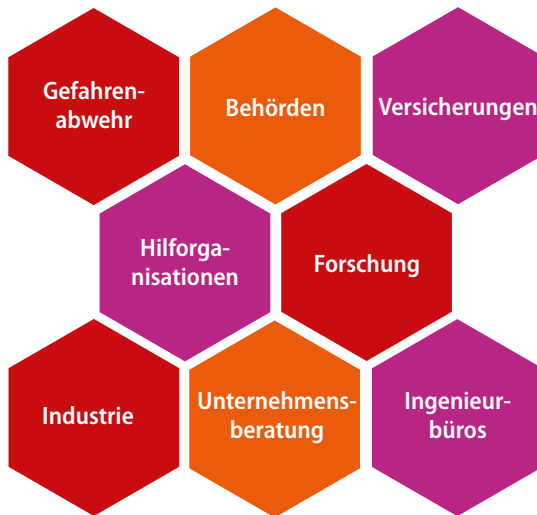 Gefahren-
abwehr
Behörden
Versicherungen
Hilforga-
nisationen
Forschung
Industrie
Unternehmens-
beratung
Ingenieur-
büros